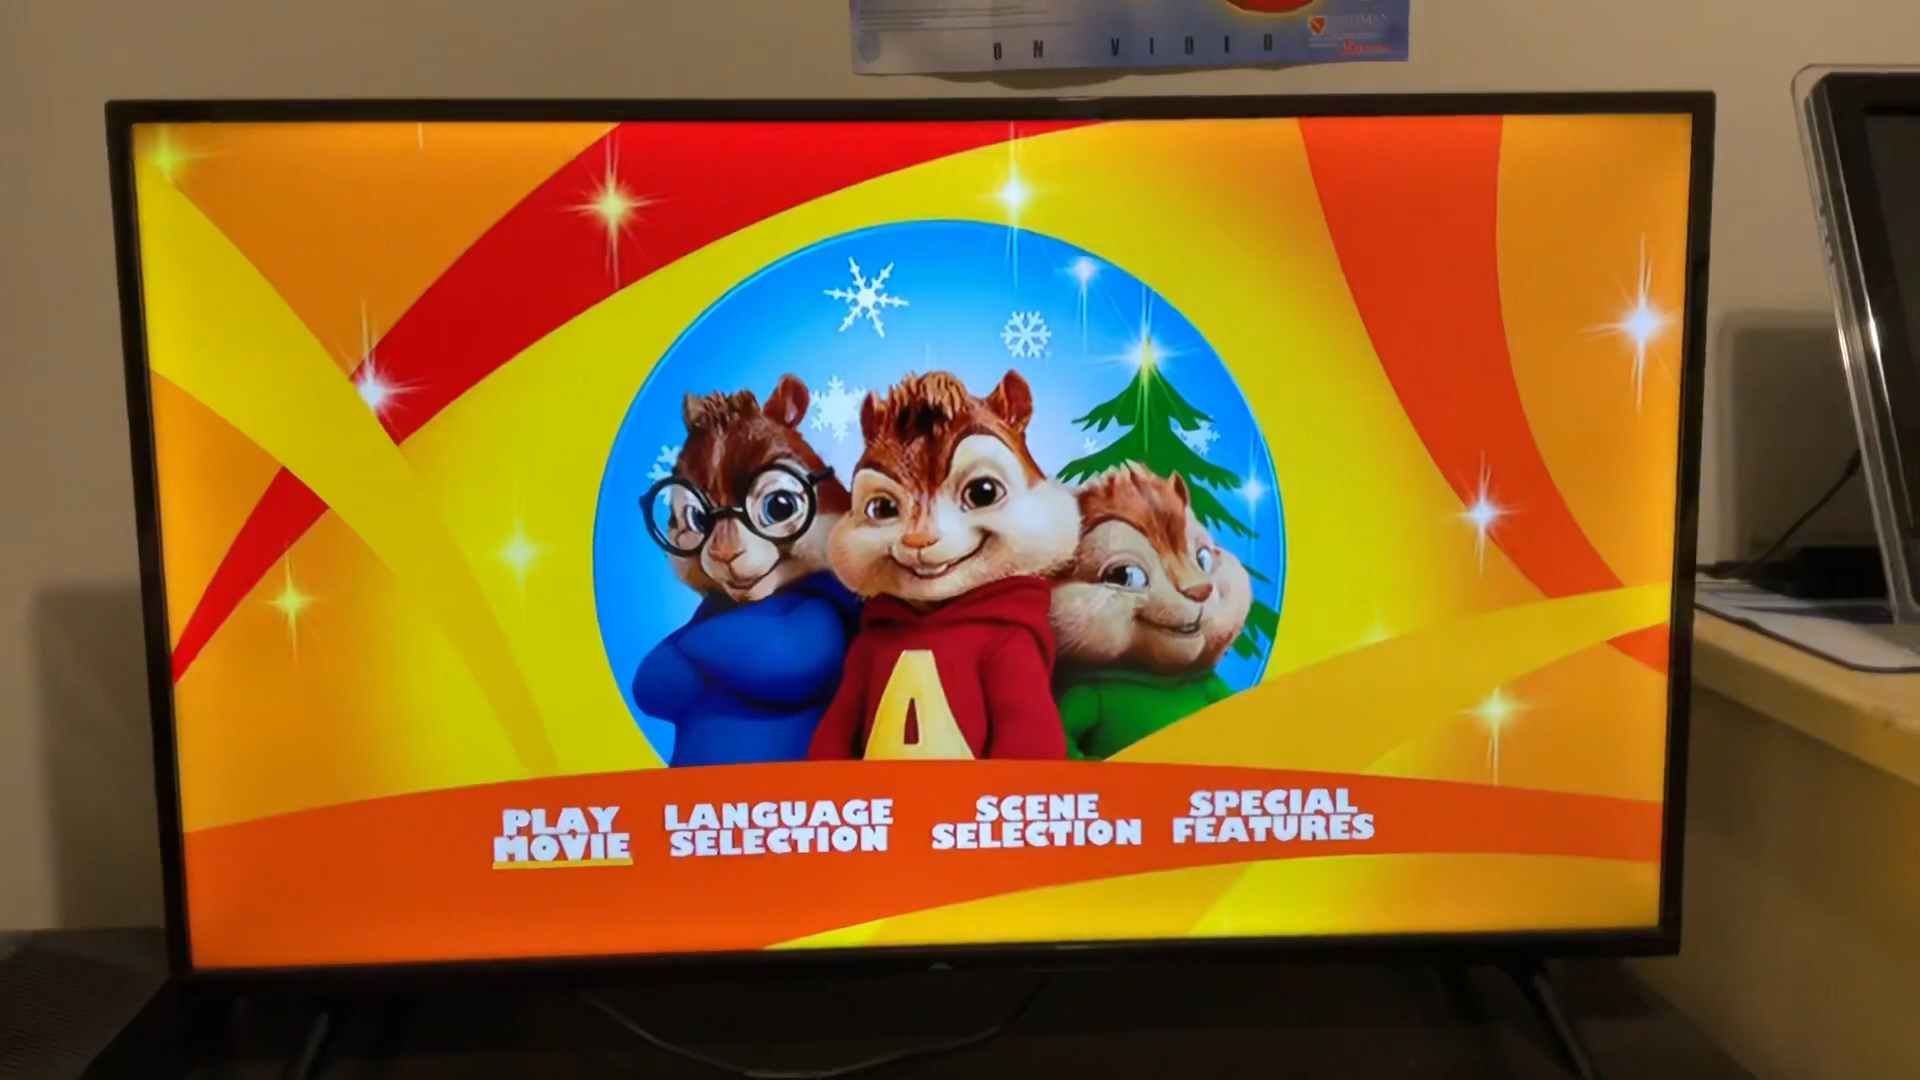 ON VIDEO
A
PLAY
MOVIE
LANGUAGE
SELECTION
SCENE
SELECTION
SPECIAL
FEATURES